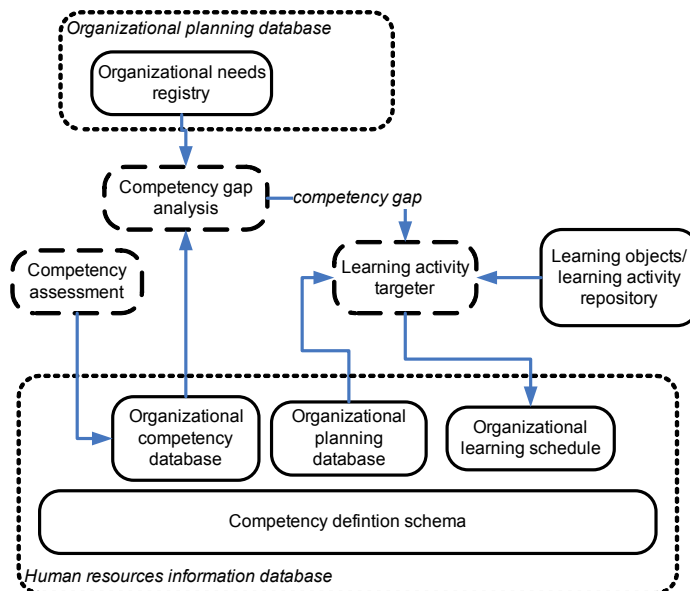 Organizational planning database
Organizational needs
registry
Competency gap
analysis
competency gap
Competency
assessment
Learning activity
targeter
Learning objects/
learning activity
repository
Organizational
competency
database
Organizational
planning
database
Organizational
learning schedule
Competency defintion schema
Human resources information database